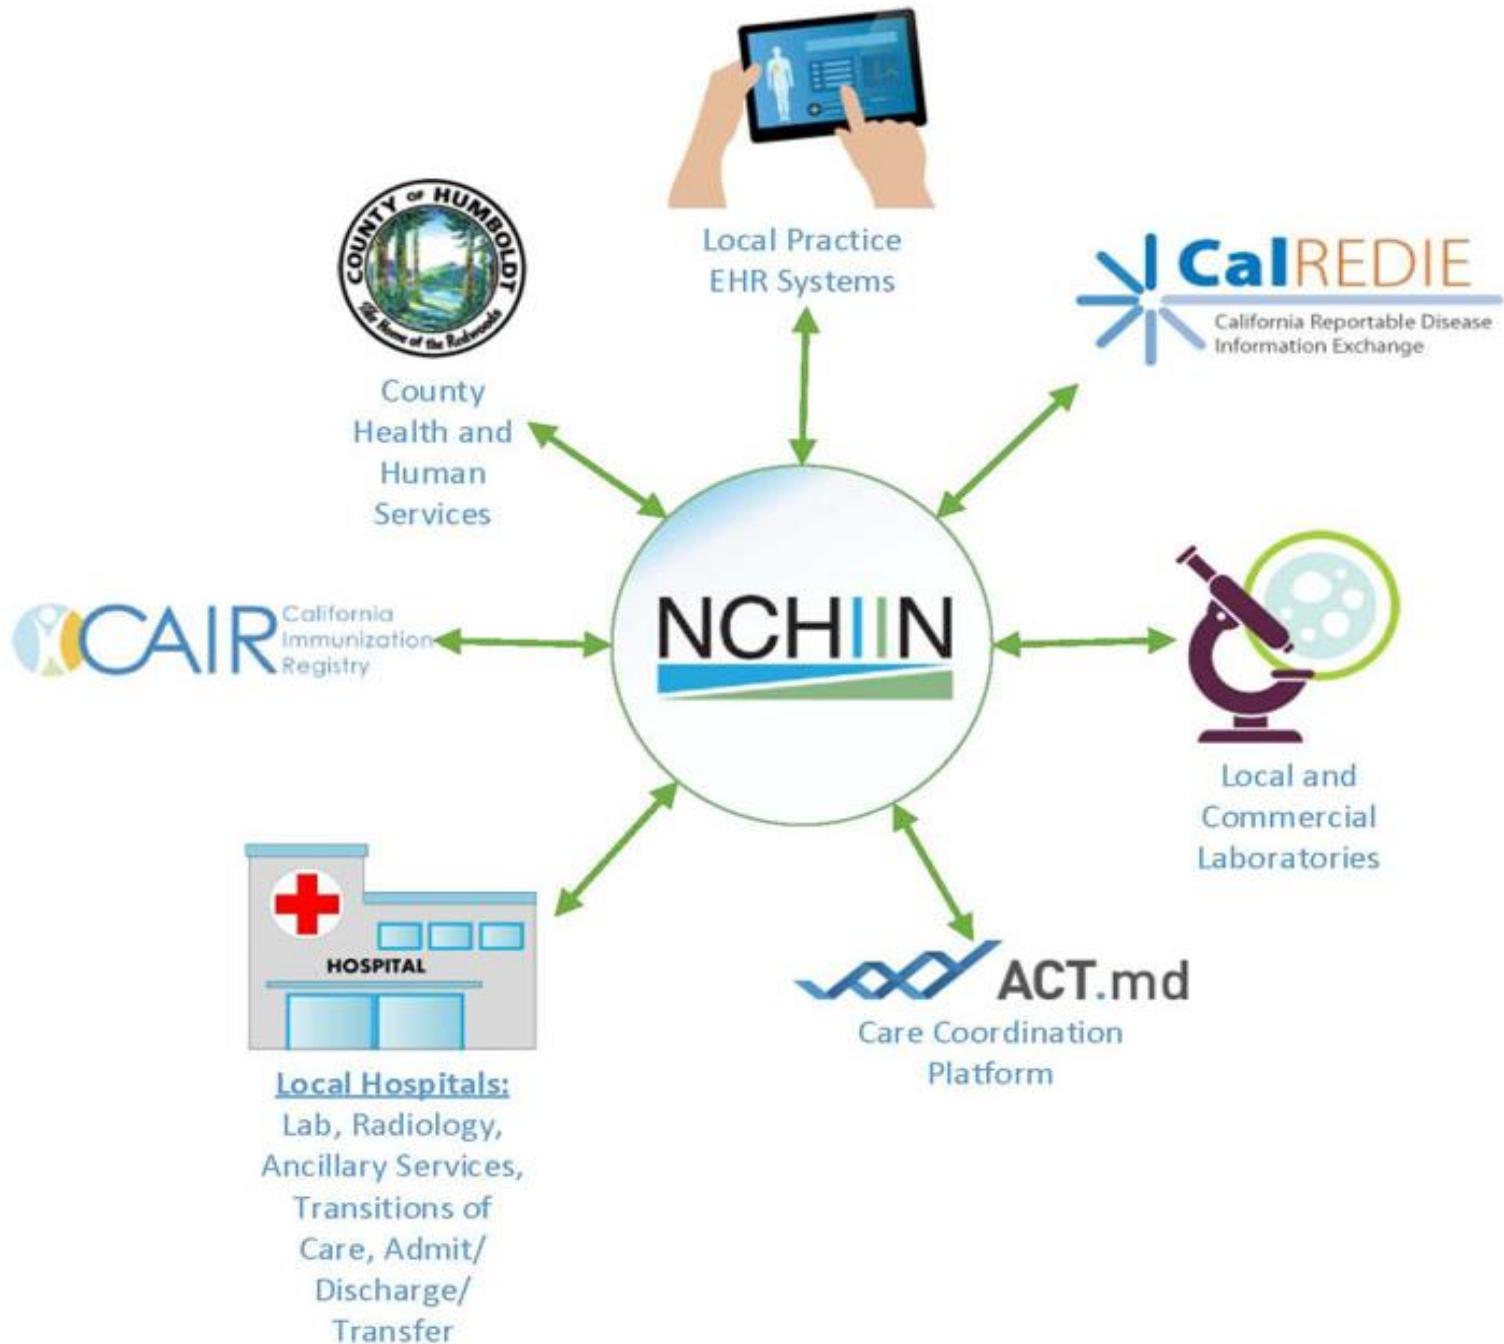 Local Practice
EHR Systems
COUNTY OF HUMBOLDT
The Home of the Redwoods
County
Health and
Human
Services
CalREDIE
California Reportable Disease
Information Exchange
NCHIIN
CAIR
California
Immunization
Registry
Local and
Commercial
Laboratories
HOSPITAL
Local Hospitals:
Lab, Radiology,
Ancillary Services,
Transitions of
Care, Admit/
Discharge/
Transfer
ACT.md
Care Coordination
Platform